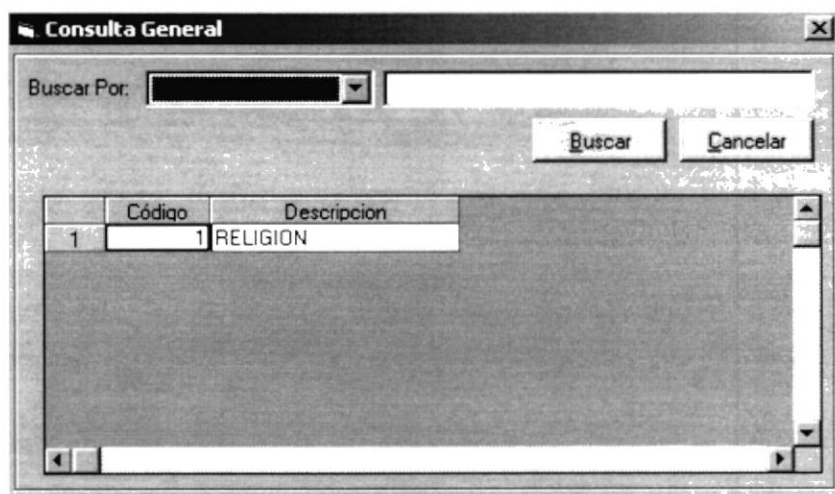 Consulta General
Buscar Por:
Buscar Cancelar
Código Descripcion
1 1 RELIGION